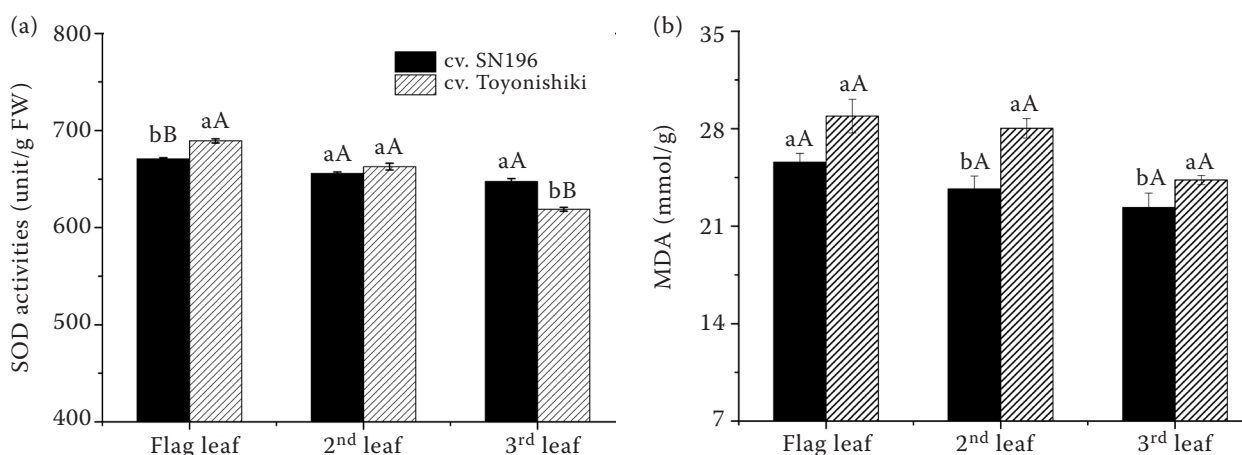 (a)
800
700
600
500
400
SOD activities (unit/g FW)
cv. SN196
cv. Toyonishiki
bB
aA
aA
aA
aA
bB
Flag leaf
2nd leaf
3rd leaf
(b)
35
28
21
14
7
MDA (mmol/g)
aA
aA
bA
aA
bA
aA
Flag leaf
2nd leaf
3rd leaf